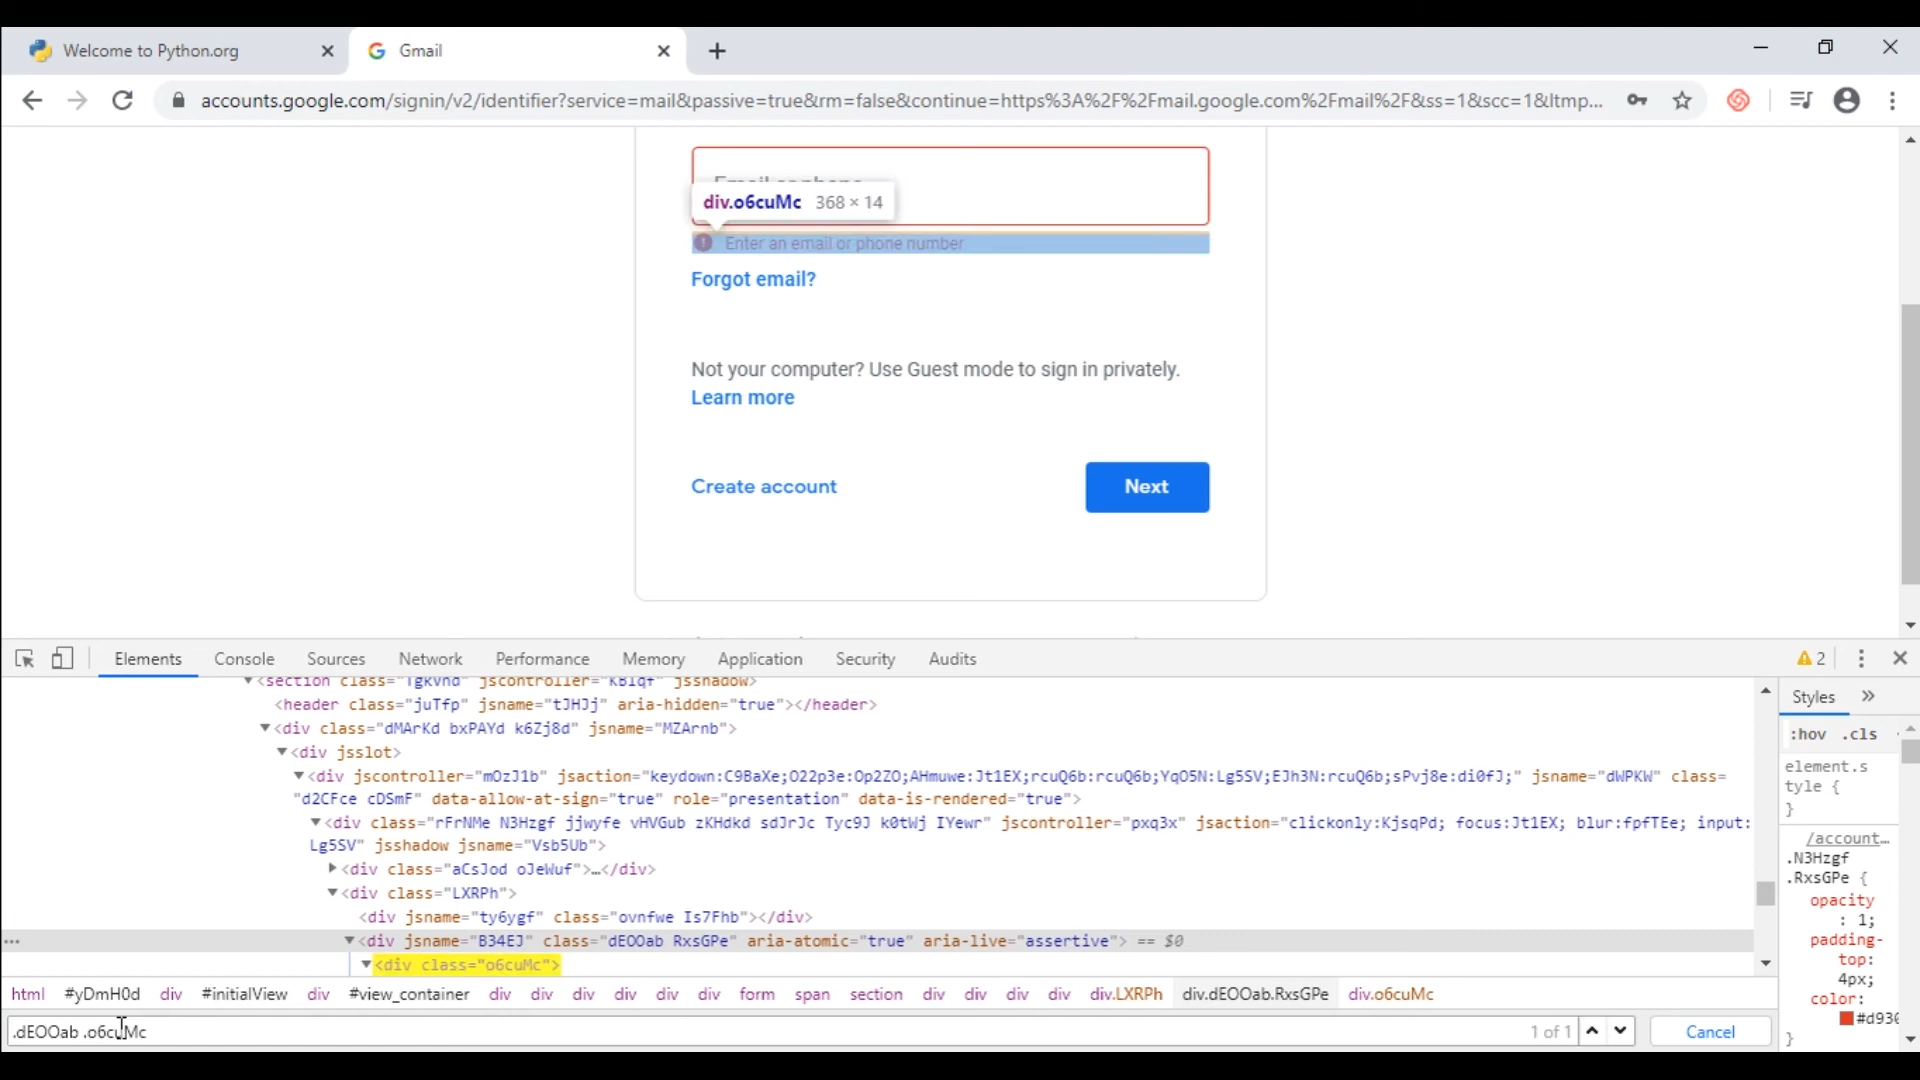 Welcome to Python.org
Gmail
accounts.google.com/signin/v2/identifier?service=mail&passive=true&rm=false&continue=https%3A%2F%2Fmail.google.com%2Fmail%2F&ss=1&scc=1&ltmp...
Email or phone
div.o6cuMc 368 × 14
Enter an email or phone number
Forgot email?
Not your computer? Use Guest mode to sign in privately.
Learn more
Create account
Next
Elements Console Sources Network Performance Memory Application Security Audits 2
<section class="TgkVnd" jscontroller="KBlqf" jsshadow>
<header class="juTfp" jsname="tJHJj" aria-hidden="true"></header>
<div class="dMArKd bxPAYd k6Zj8d" jsname="MZArnb">
<div jsslot>
<div jscontroller="mOzJ1b" jsaction="keydown:C9BaXe;O22p3e:Op2ZO;AHmuwe:Jt1EX;rcuQ6b:rcuQ6b;YqO5N:Lg5SV;EJh3N:rcuQ6b;sPvj8e:di0fJ;" jsname="dWPKW" class=
"d2CFce cDSmF" data-allow-at-sign="true" role="presentation" data-is-rendered="true">
<div class="rFrNMe N3Hzgf jjwyfe vHVGub zKHdkd sdJrJc Tyc9J k0tWj IYewr" jscontroller="pxq3x" jsaction="clickonly:KjsqPd; focus:Jt1EX; blur:fpfTEe; input:
Lg5SV" jsshadow jsname="Vsb5Ub">
<div class="aCsJod oJeWuf">…</div>
<div class="LXRPh">
<div jsname="ty6ygf" class="ovnfwe Is7Fhb"></div>
... <div jsname="B34EJ" class="dEOOab RxsGPe" aria-atomic="true" aria-live="assertive"> == $0
<div class="o6cuMc">
html #yDmH0d div #initialView div #view_container div div div div div div form span section div div div div div.LXRPh div.dEOOab.RxsGPe div.o6cuMc
.dEOOab .o6cuMc 1 of 1 Cancel
Styles »
:hov .cls
element.s
tyle {
}
/account…
.N3Hzgf
.RxsGPe {
opacity
: 1;
padding-
top:
4px;
color:
#d930
}